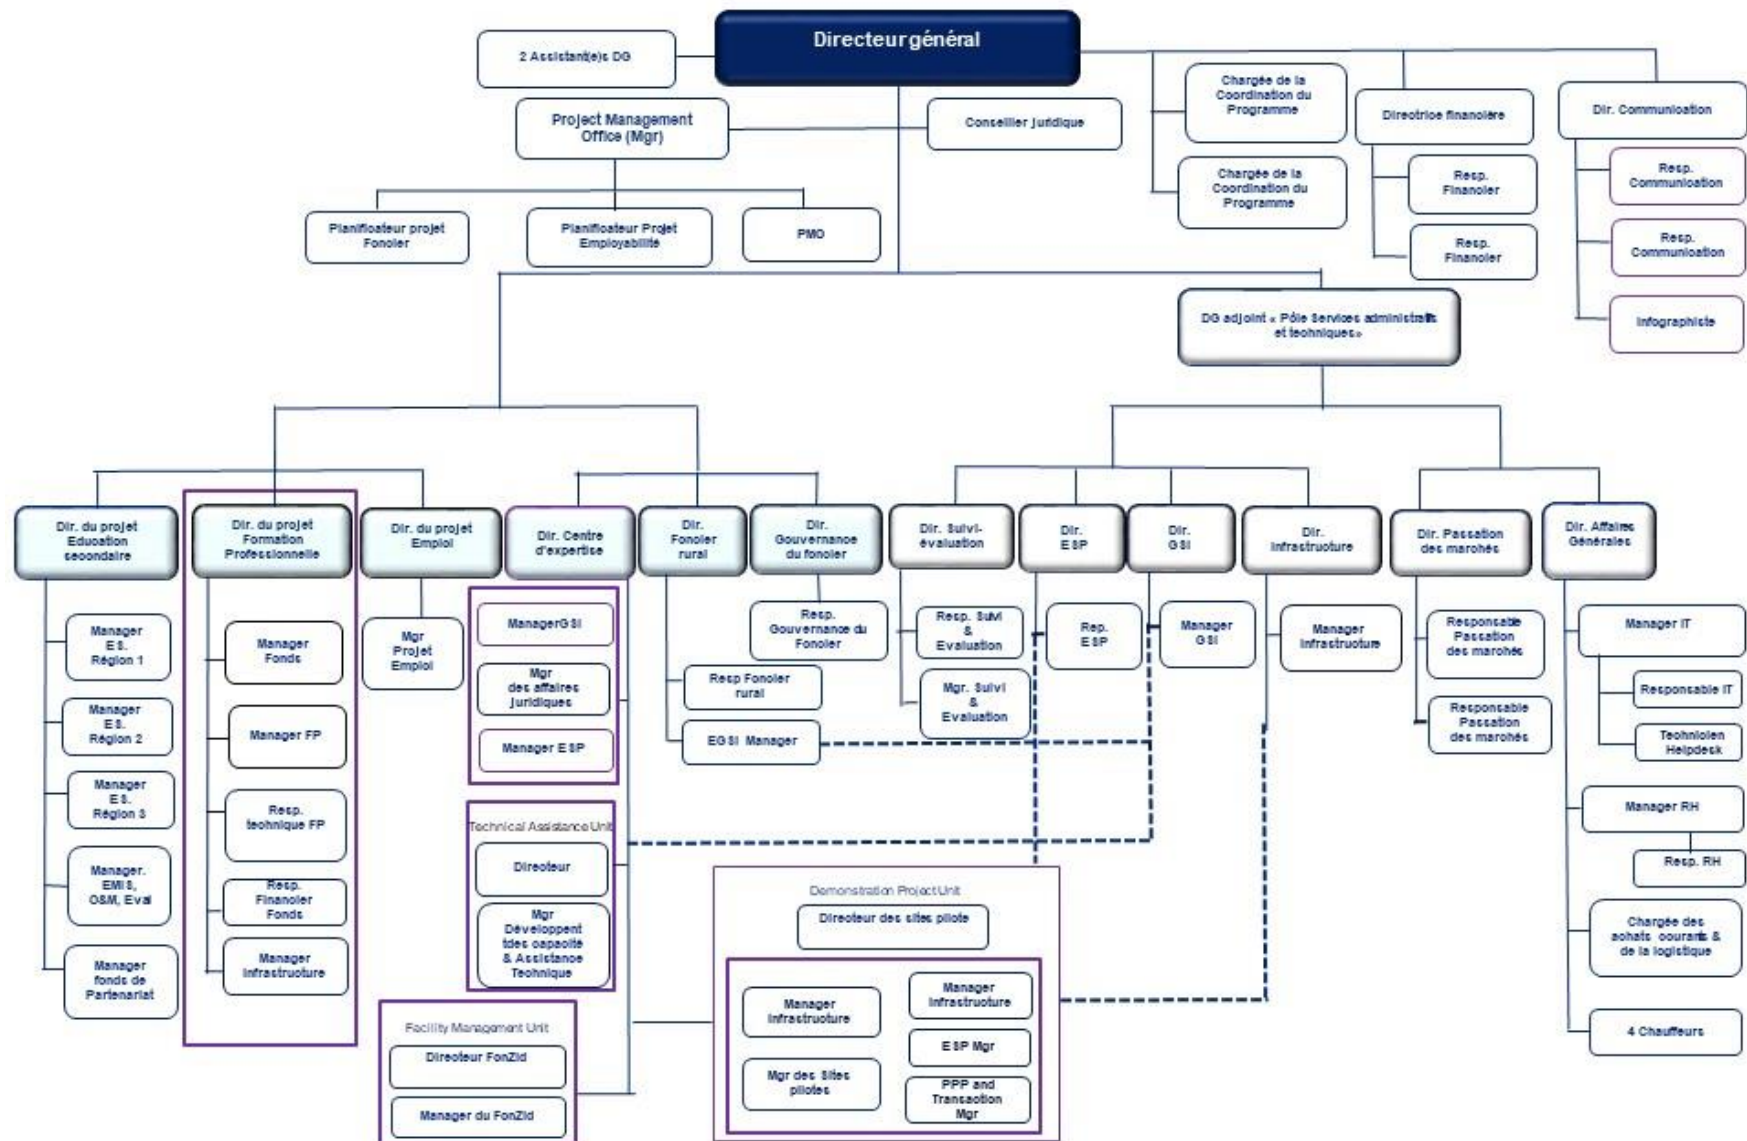 Directeur général
2 Assistant(e)s DG
Project Management
Office (Mgr)
Conseiller juridique
Chargée de la
Coordination du
Programme
Chargée de la
Coordination du
Programme
Directrice financière
Resp.
Financier
Resp.
Financier
Dir. Communication
Resp.
Communication
Resp.
Communication
Infographiste
Planificateur projet
Foncier
Planificateur Projet
Employabilité
PMO
DG adjoint « Pôle Services administratifs
et techniques»
Dir. du projet
Education
secondaire
Dir. du projet
Formation
Professionnelle
Dir. du projet
Emploi
Dir. Centre
d'expertise
Dir.
Foncier
rural
Dir.
Gouvernance
du foncier
Dir. Suivi-
évaluation
Dir.
ESP
Dir.
GSI
Dir.
Infrastructure
Dir. Passation
des marchés
Dir. Affaires
Générales
Manager
ES.
Région 1
Manager
ES.
Région 2
Manager
ES.
Région 3
Manager.
EMIS,
O&M, Eval
Manager
fonds de
Partenariat
Manager
Fonds
Manager FP
Resp.
technique FP
Resp.
Financier
Fonds
Manager
Infrastructure
Mgr
Projet
Emploi
ManagerGSI
Mgr
des affaires
juridiques
Manager ESP
Technical Assistance Unit
Directeur
Mgr
Développent
tdes capacité
& Assistance
Technique
Facility Management Unit
Directeur FonZid
Manager du FonZid
Resp Foncier
rural
EGSI Manager
Resp.
Gouvernance du
Foncier
Resp. Suivi
&
Evaluation
Mgr. Suivi
&
Evaluation
Rep.
ESP
Manager
GSI
Manager
Infrastructure
Demonstration Project Unit
Directeur des sites pilote
Manager
Infrastructure
Mgr des Sites
pilotes
Manager
Infrastructure
ESP Mgr
PPP and
Transaction
Mgr
Responsable
Passation
des marchés
Responsable
Passation
des marchés
Manager IT
Responsable IT
Technicien
Helpdesk
Manager RH
Resp. RH
Chargée des
achats courants &
de la logistique
4 Chauffeurs